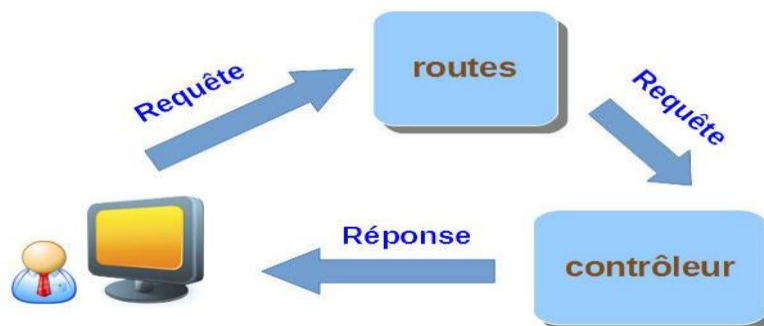 Requête
routes
Requête
Réponse
contrôleur